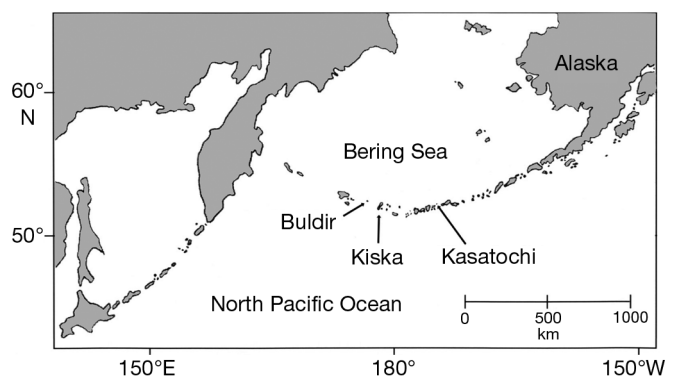 Alaska
60°
N
Bering Sea
Buldir
50°
Kiska
Kasatochi
North Pacific Ocean
0 500 1000
km
150°E 180° 150°W